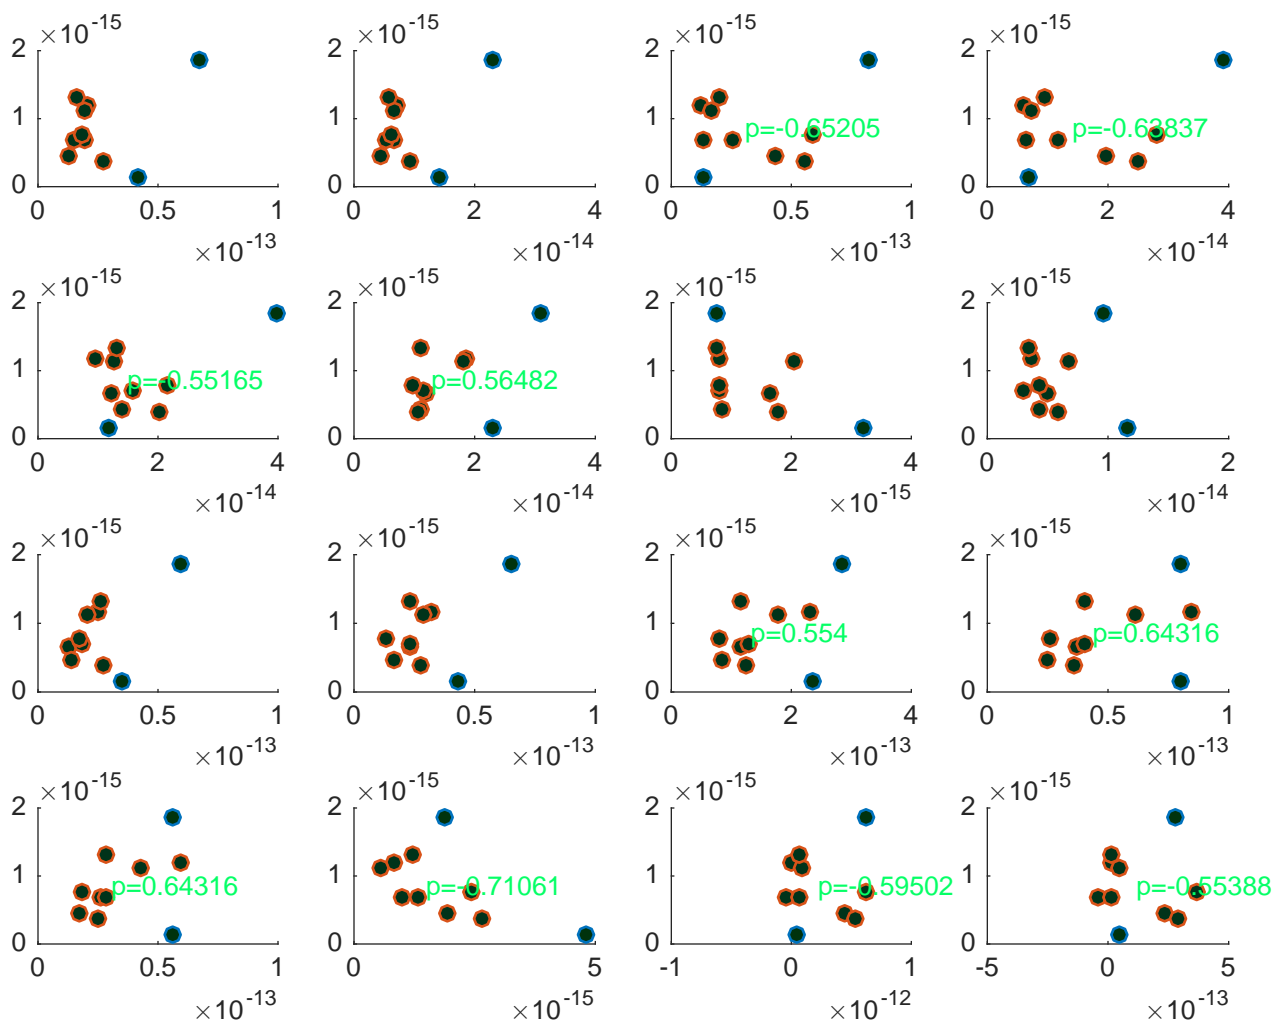 ×10-15 ×10-15 ×10-15 ×10-15
2 2 2 2
1 1 1 1
p=-0.65205 p=-0.63837
0 0 0 0
0 0.5 1 0 2 4 0 0.5 1 0 2 4
×10-13 ×10-14 ×10-13 ×10-14
×10-15 ×10-15 ×10-15 ×10-15
2 2 2 2
1 1 1 1
p=-0.55165 p=0.56482
0 0 0 0
0 2 4 0 2 4 0 2 4 0 1 2
×10-14 ×10-14 ×10-15 ×10-14
×10-15 ×10-15 ×10-15 ×10-15
2 2 2 2
1 1 1 1
p=0.554 p=0.64316
0 0 0 0
0 0.5 1 0 0.5 1 0 2 4 0 0.5 1
×10-13 ×10-13 ×10-13 ×10-13
×10-15 ×10-15 ×10-15 ×10-15
2 2 2 2
1 1 1 1
p=0.64316 p=-0.71061 p=-0.59502 p=-0.55388
0 0 0 0
0 0.5 1 0 5 -1 0 1 -5 0 5
×10-13 ×10-15 ×10-12 ×10-13